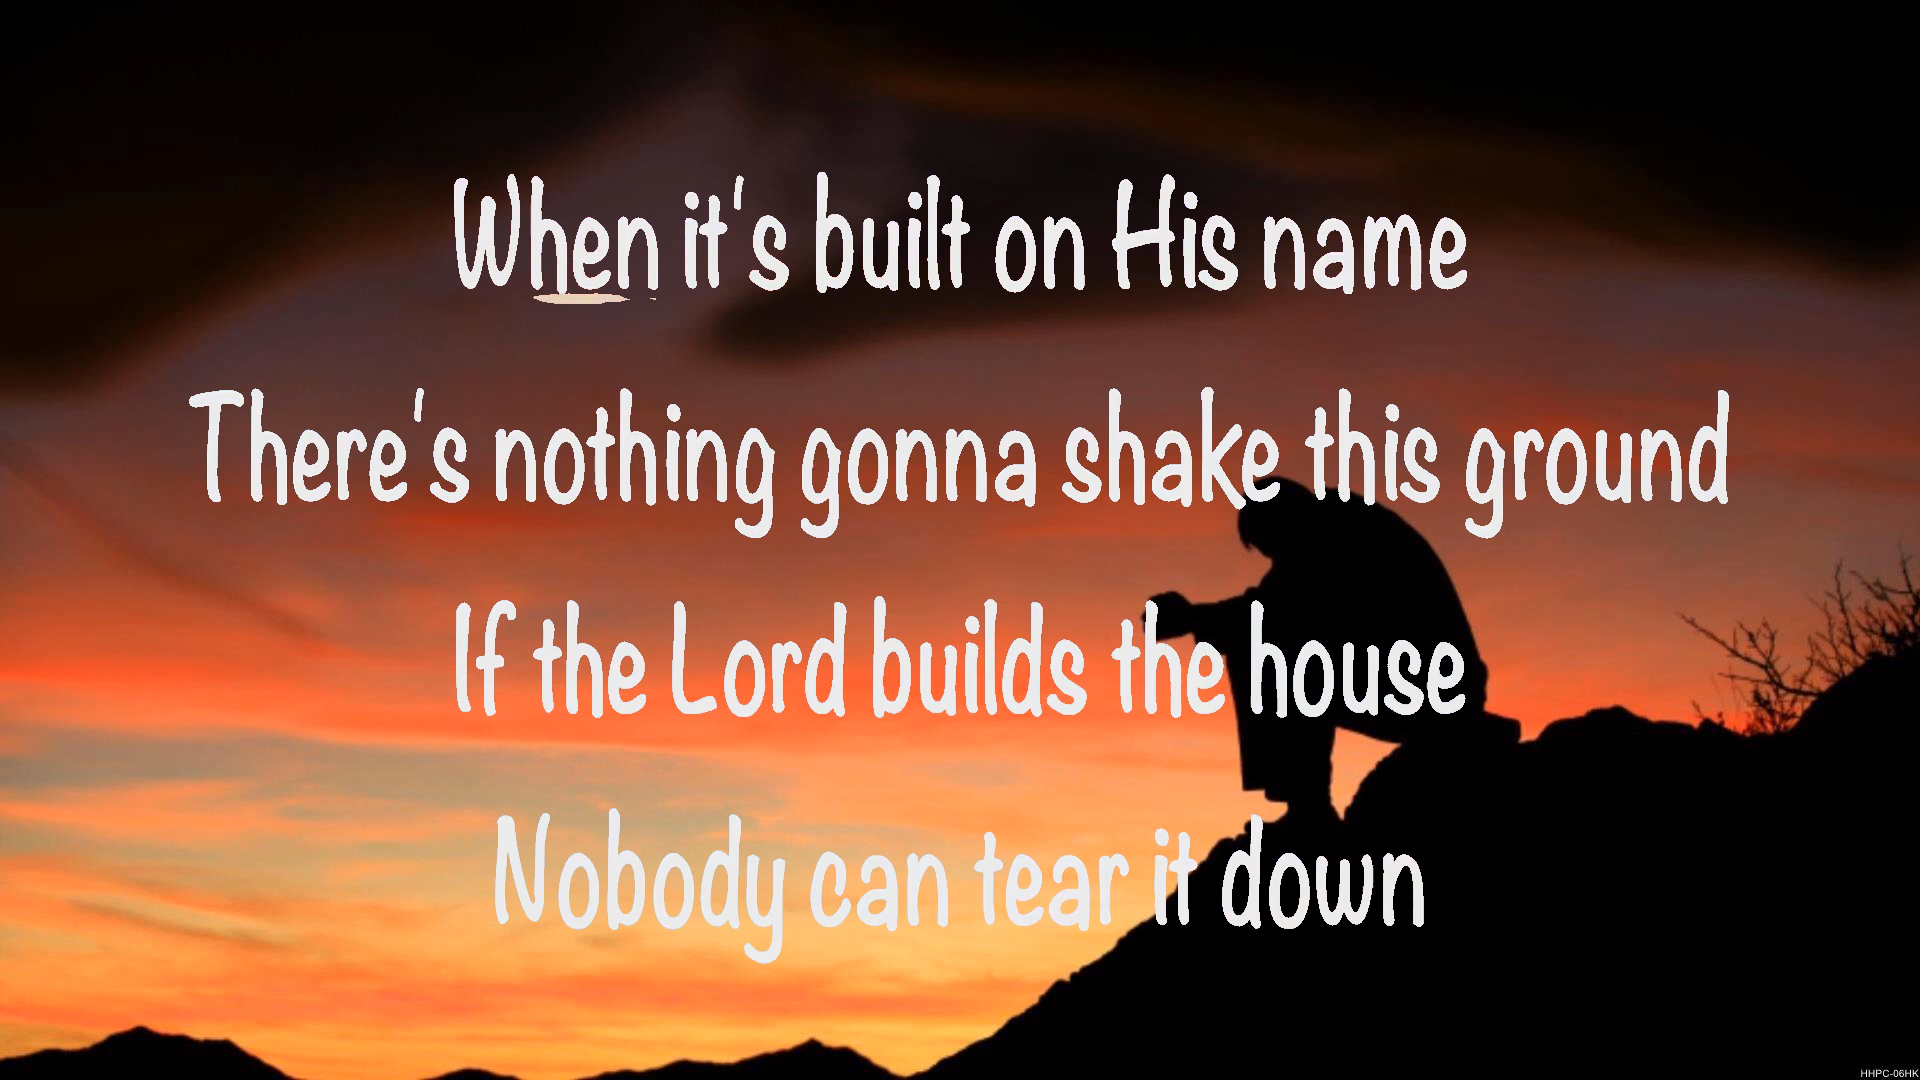 When it's built on His name
There's nothing gonna shake this ground
If the Lord builds the house
Nobody can tear it down
HHPC-06HK